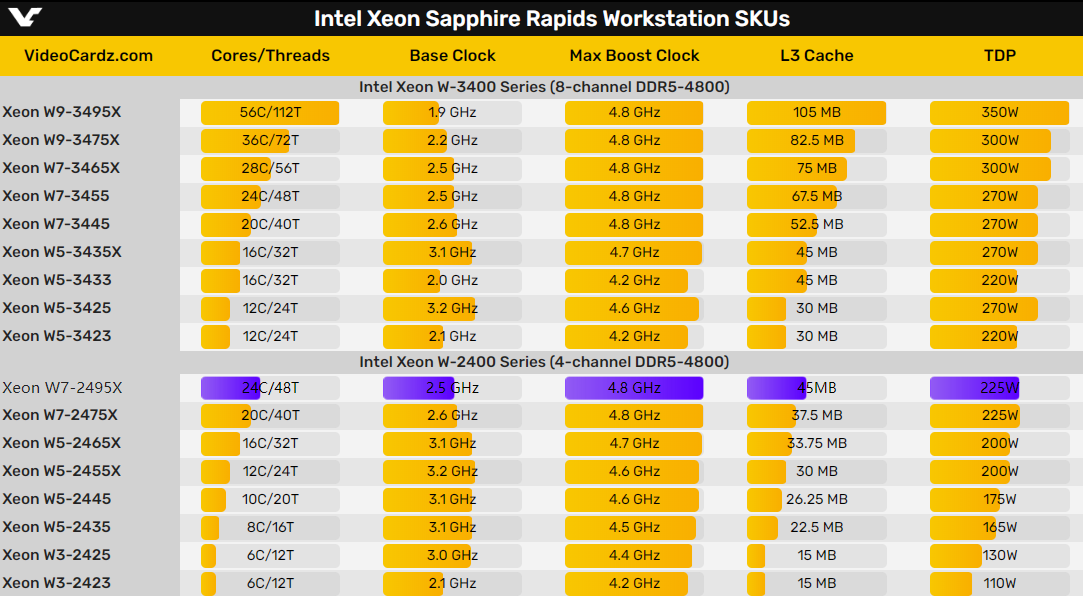 Intel Xeon Sapphire Rapids Workstation SKUs
VideoCardz.com Cores/Threads Base Clock Max Boost Clock L3 Cache TDP
Intel Xeon W-3400 Series (8-channel DDR5-4800)
Xeon W9-3495X 56C/112T 1.9 GHz 4.8 GHz 105 MB 350W
Xeon W9-3475X 36C/72T 2.2 GHz 4.8 GHz 82.5 MB 300W
Xeon W7-3465X 28C/56T 2.5 GHz 4.8 GHz 75 MB 300W
Xeon W7-3455 24C/48T 2.5 GHz 4.8 GHz 67.5 MB 270W
Xeon W7-3445 20C/40T 2.6 GHz 4.8 GHz 52.5 MB 270W
Xeon W5-3435X 16C/32T 3.1 GHz 4.7 GHz 45 MB 270W
Xeon W5-3433 16C/32T 2.0 GHz 4.2 GHz 45 MB 220W
Xeon W5-3425 12C/24T 3.2 GHz 4.6 GHz 30 MB 270W
Xeon W5-3423 12C/24T 2.1 GHz 4.2 GHz 30 MB 220W
Intel Xeon W-2400 Series (4-channel DDR5-4800)
Xeon W7-2495X 24C/48T 2.5 GHz 4.8 GHz 45MB 225W
Xeon W7-2475X 20C/40T 2.6 GHz 4.8 GHz 37.5 MB 225W
Xeon W5-2465X 16C/32T 3.1 GHz 4.7 GHz 33.75 MB 200W
Xeon W5-2455X 12C/24T 3.2 GHz 4.6 GHz 30 MB 200W
Xeon W5-2445 10C/20T 3.1 GHz 4.6 GHz 26.25 MB 175W
Xeon W5-2435 8C/16T 3.1 GHz 4.5 GHz 22.5 MB 165W
Xeon W3-2425 6C/12T 3.0 GHz 4.4 GHz 15 MB 130W
Xeon W3-2423 6C/12T 2.1 GHz 4.2 GHz 15 MB 110W